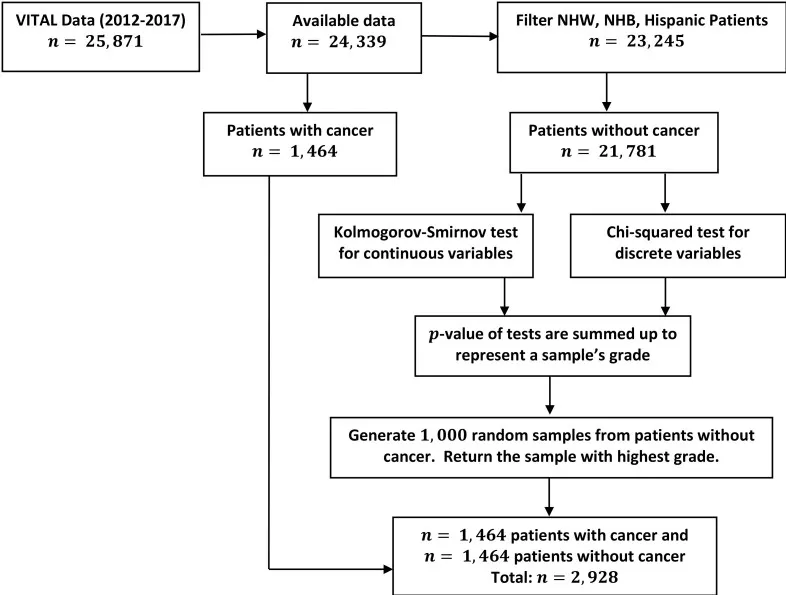 VITAL Data (2012-2017)
n = 25,871
Available data
n = 24,339
Filter NHW, NHB, Hispanic Patients
n = 23,245
Patients with cancer
n = 1,464
Patients without cancer
n = 21,781
Kolmogorov-Smirnov test
for continuous variables
Chi-squared test for
discrete variables
p-value of tests are summed up to
represent a sample's grade
Generate 1,000 random samples from patients without
cancer. Return the sample with highest grade.
n = 1,464 patients with cancer and
n = 1,464 patients without cancer
Total: n = 2,928